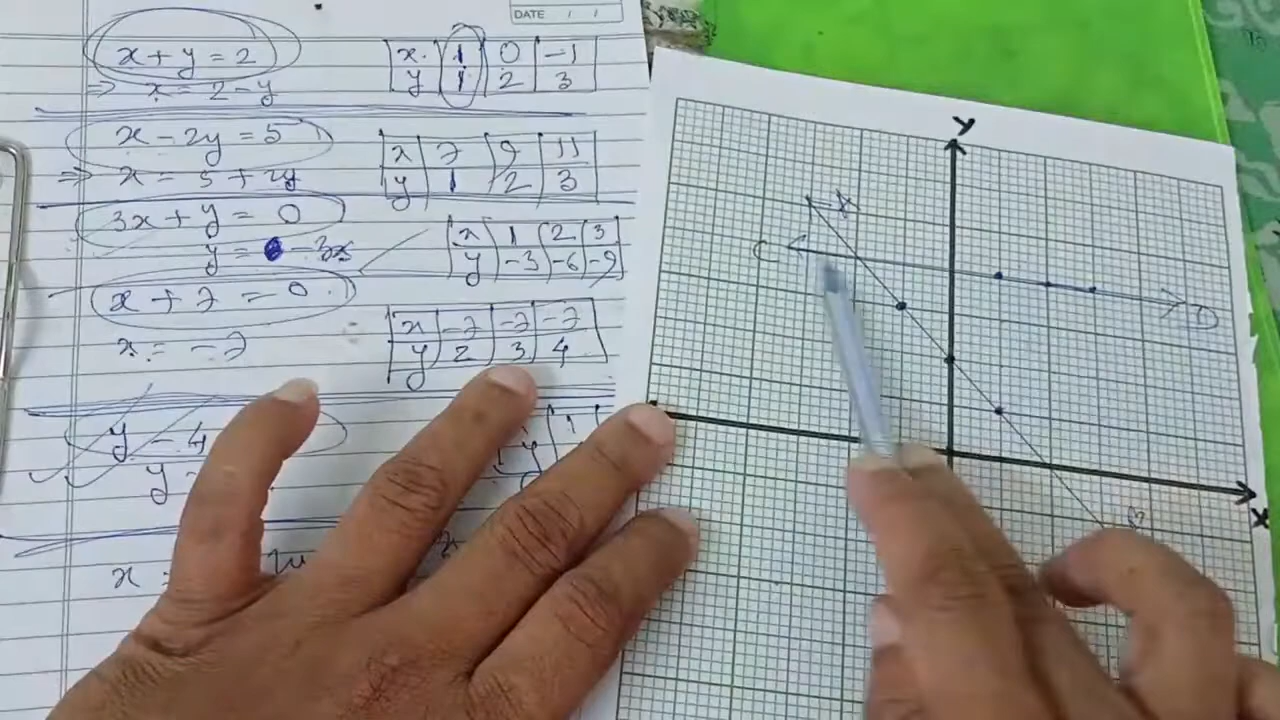 DATE / /
x + y = 2
x 1 0 -1
y 1 2 3
⇒ x = 2 - y
x - 2y = 5
x 7 9 11
y 1 2 3
⇒ x = 5 + 2y
3x + y = 0
x 1 2 3
y -3 -6 -9
y = -3x
x + 7 = 0
x -7 -7 -7
y 2 3 4
x = -7
y - 4
y
y =
x =
Y
A
C
D
B
X